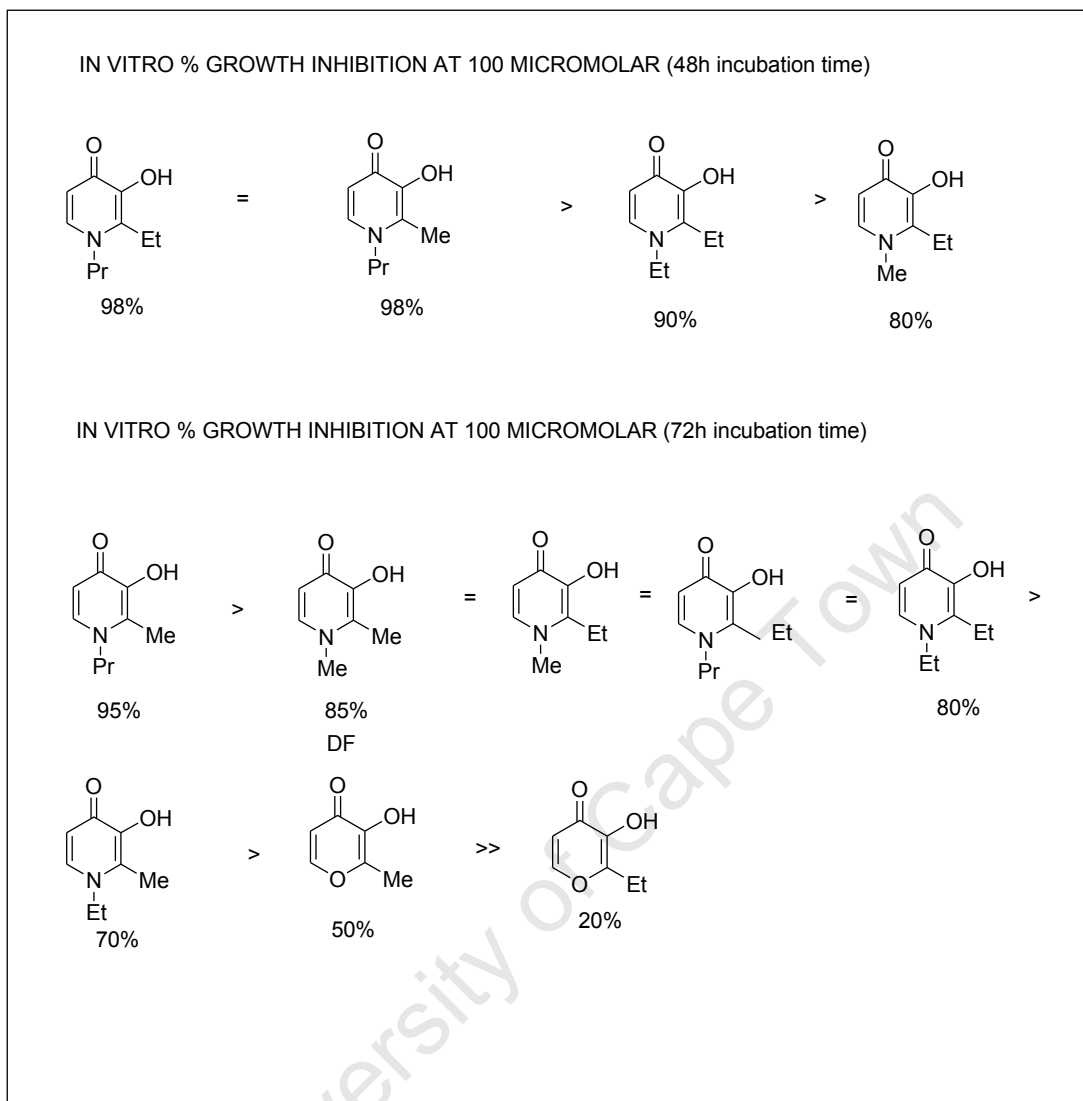 IN VITRO % GROWTH INHIBITION AT 100 MICROMOLAR (48h incubation time)
O OH N Et Pr
=
O OH N Me Pr
>
O OH N Et Et
>
O OH N Et Me
98% 98% 90% 80%
IN VITRO % GROWTH INHIBITION AT 100 MICROMOLAR (72h incubation time)
O OH N Me Pr
>
O OH N Me Me
=
O OH N Et Me
=
O OH N Et Pr
=
O OH N Et Et
>
95% 85% 80%
DF
O OH N Me Et
>
O OH O Me
>>
O OH O Et
70% 50% 20%
versity of Cape Town